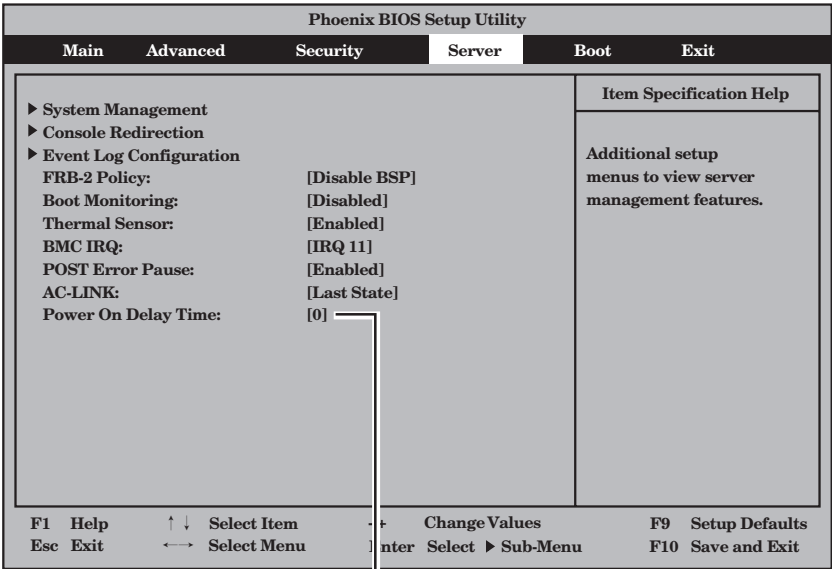 Phoenix BIOS Setup Utility
Main Advanced Security Server Boot Exit
Item Specification Help
▶ System Management
▶ Console Redirection
▶ Event Log Configuration
FRB-2 Policy: [Disable BSP]
Boot Monitoring: [Disabled]
Thermal Sensor: [Enabled]
BMC IRQ: [IRQ 11]
POST Error Pause: [Enabled]
AC-LINK: [Last State]
Power On Delay Time: [0]
Additional setup
menus to view server
management features.
F1 Help ↑ ↓ Select Item -+ Change Values F9 Setup Defaults
Esc Exit ←→ Select Menu Enter Select ▶ Sub-Menu F10 Save and Exit